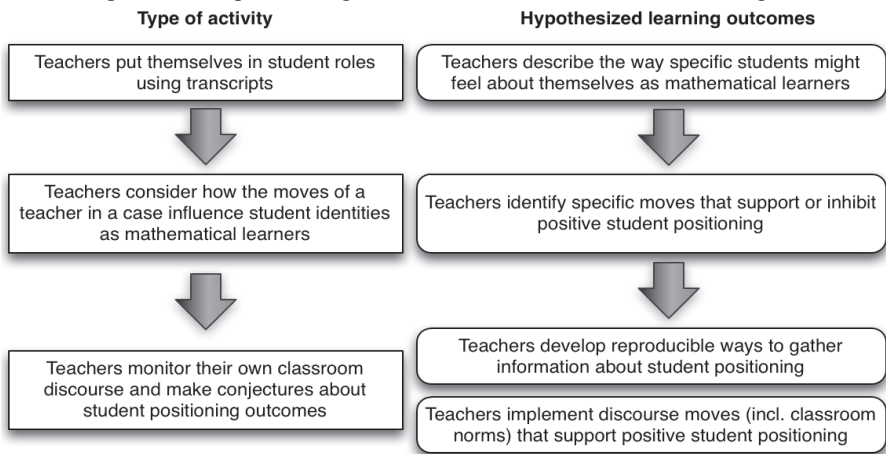 Type of activity
Hypothesized learning outcomes
Teachers put themselves in student roles
using transcripts
Teachers describe the way specific students might
feel about themselves as mathematical learners
Teachers consider how the moves of a
teacher in a case influence student identities
as mathematical learners
Teachers identify specific moves that support or inhibit
positive student positioning
Teachers monitor their own classroom
discourse and make conjectures about
student positioning outcomes
Teachers develop reproducible ways to gather
information about student positioning
Teachers implement discourse moves (incl. classroom
norms) that support positive student positioning